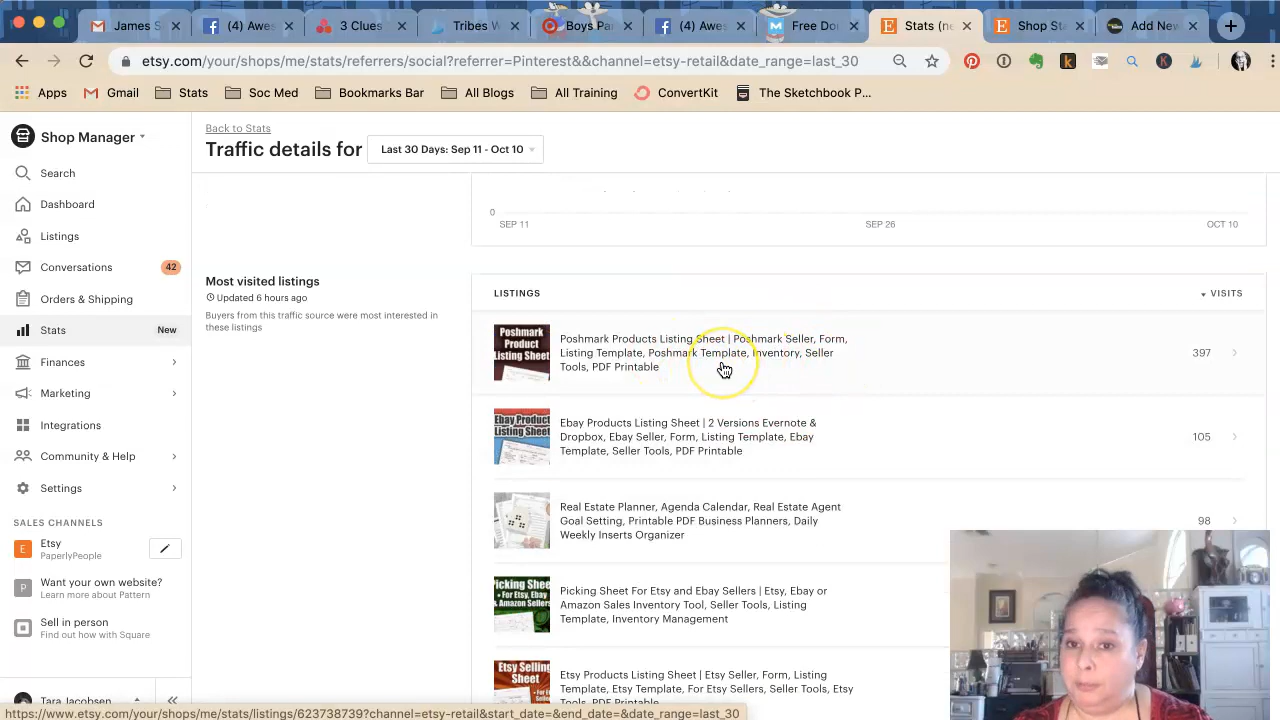 James S
(4) Awes
3 Clues
Tribes W
Boys Par
(4) Awes
Free Dou
Stats (ne
Shop Sta
Add New
etsy.com/your/shops/me/stats/referrers/social?referrer=Pinterest&&channel=etsy-retail&date_range=last_30
Apps
Gmail
Stats
Soc Med
Bookmarks Bar
All Blogs
All Training
ConvertKit
The Sketchbook P...
Shop Manager
Search
Dashboard
Listings
Conversations 42
Orders & Shipping
Stats New
Finances
Marketing
Integrations
Community & Help
Settings
SALES CHANNELS
Etsy
PaperlyPeople
Want your own website?
Learn more about Pattern
Sell in person
Find out how with Square
Tara Jacobsen
Back to Stats
Traffic details for Last 30 Days: Sep 11 - Oct 10
0
SEP 11 SEP 26 OCT 10
Most visited listings
Updated 6 hours ago
Buyers from this traffic source were most interested in
these listings
LISTINGS VISITS
Poshmark
Product
Listing Sheet
Poshmark Products Listing Sheet | Poshmark Seller, Form,
Listing Template, Poshmark Template, Inventory, Seller
Tools, PDF Printable
397
Ebay Product
Listing Sheet
Ebay Products Listing Sheet | 2 Versions Evernote &
Dropbox, Ebay Seller, Form, Listing Template, Ebay
Template, Seller Tools, PDF Printable
105
Real Estate Planner, Agenda Calendar, Real Estate Agent
Goal Setting, Printable PDF Business Planners, Daily
Weekly Inserts Organizer
98
Picking Sheet
• For Etsy, Ebay
& Amazon Sellers
Picking Sheet For Etsy and Ebay Sellers | Etsy, Ebay or
Amazon Sales Inventory Tool, Seller Tools, Listing
Template, Inventory Management
Etsy Selling
Sheet
Etsy Products Listing Sheet | Etsy Seller, Form, Listing
Template, Etsy Template, For Etsy Sellers, Seller Tools, Etsy
Tools, PDF Printable
https://www.etsy.com/your/shops/me/stats/listings/623738739?channel=etsy-retail&start_date=&end_date=&date_range=last_30